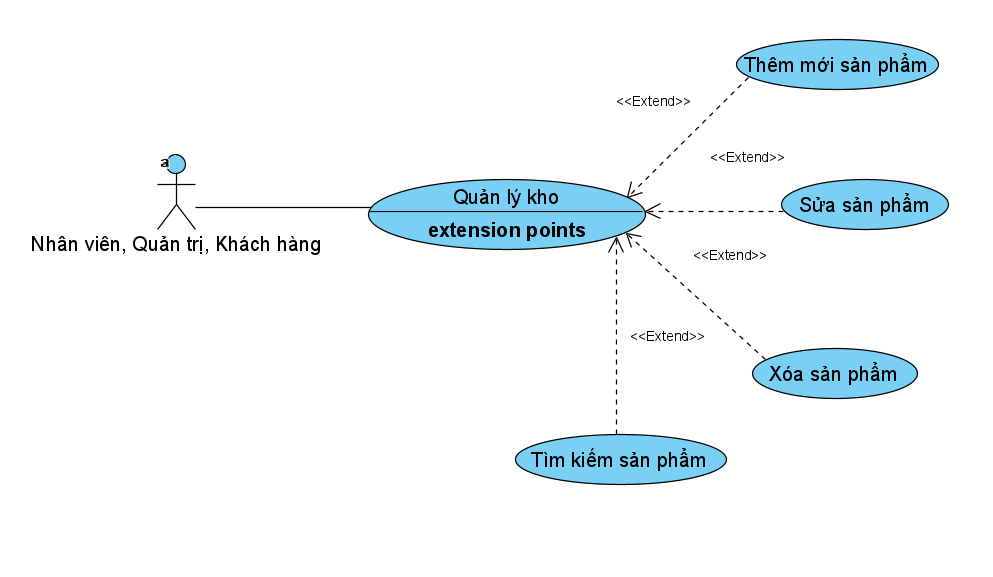 Thêm mới sản phẩm
<<Extend>>
<<Extend>>
a
Quản lý kho
Sửa sản phẩm
extension points
Nhân viên, Quản trị, Khách hàng
<<Extend>>
<<Extend>>
Xóa sản phẩm
Tìm kiếm sản phẩm